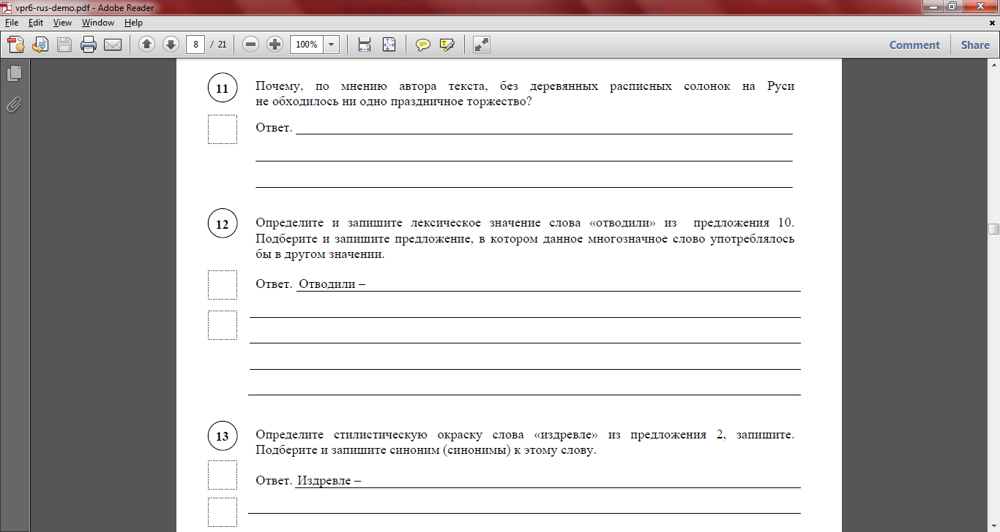 vpr6-rus-demo.pdf - Adobe Reader
File Edit View Window Help
8 / 21 100% Comment Share
11 Почему, по мнению автора текста, без деревянных расписных солонок на Руси
не обходилось ни одно праздничное торжество?
Ответ.
12 Определите и запишите лексическое значение слова «отводили» из предложения 10.
Подберите и запишите предложение, в котором данное многозначное слово употреблялось
бы в другом значении.
Ответ. Отводили –
13 Определите стилистическую окраску слова «издревле» из предложения 2, запишите.
Подберите и запишите синоним (синонимы) к этому слову.
Ответ. Издревле –